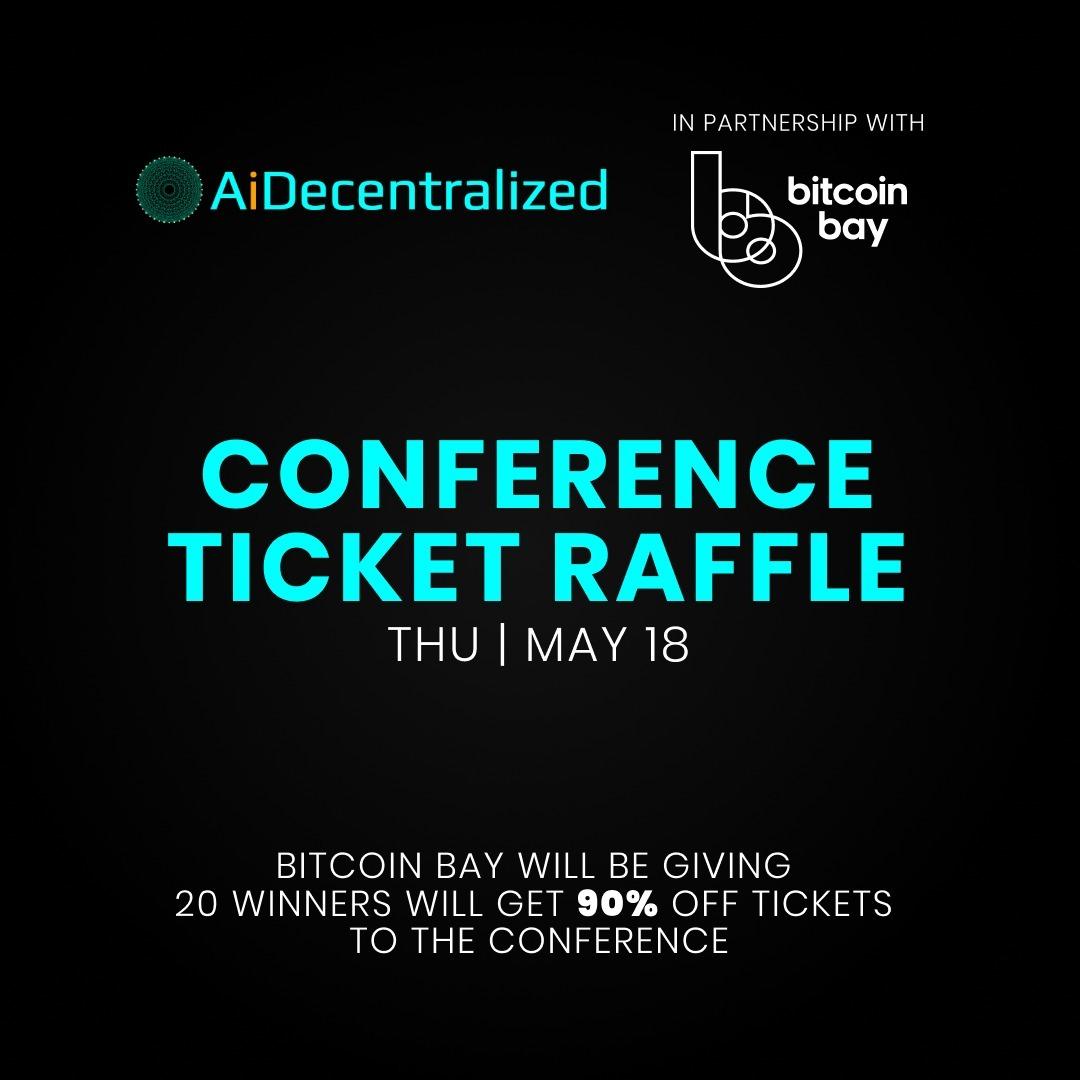 AiDecentralized
IN PARTNERSHIP WITH
bitcoin
bay
CONFERENCE
TICKET RAFFLE
THU | MAY 18
BITCOIN BAY WILL BE GIVING
20 WINNERS WILL GET 90% OFF TICKETS
TO THE CONFERENCE